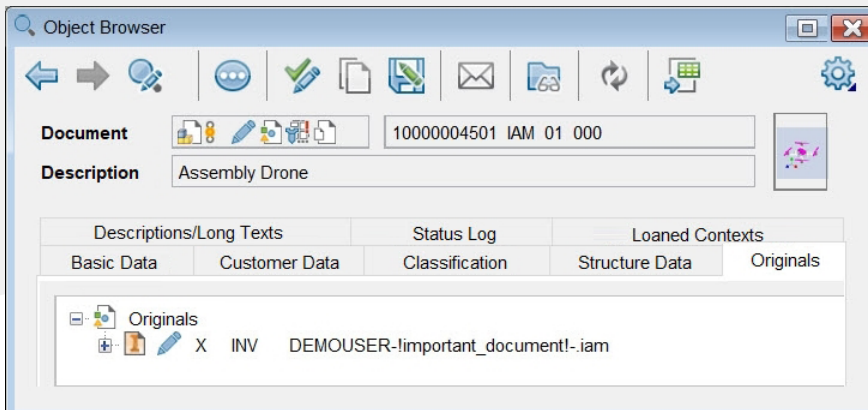 Object Browser
Document 10000004501 IAM 01 000
Description Assembly Drone
Descriptions/Long Texts Status Log Loaned Contexts
Basic Data Customer Data Classification Structure Data Originals
Originals
X INV DEMOUSER-!important_document!-.iam